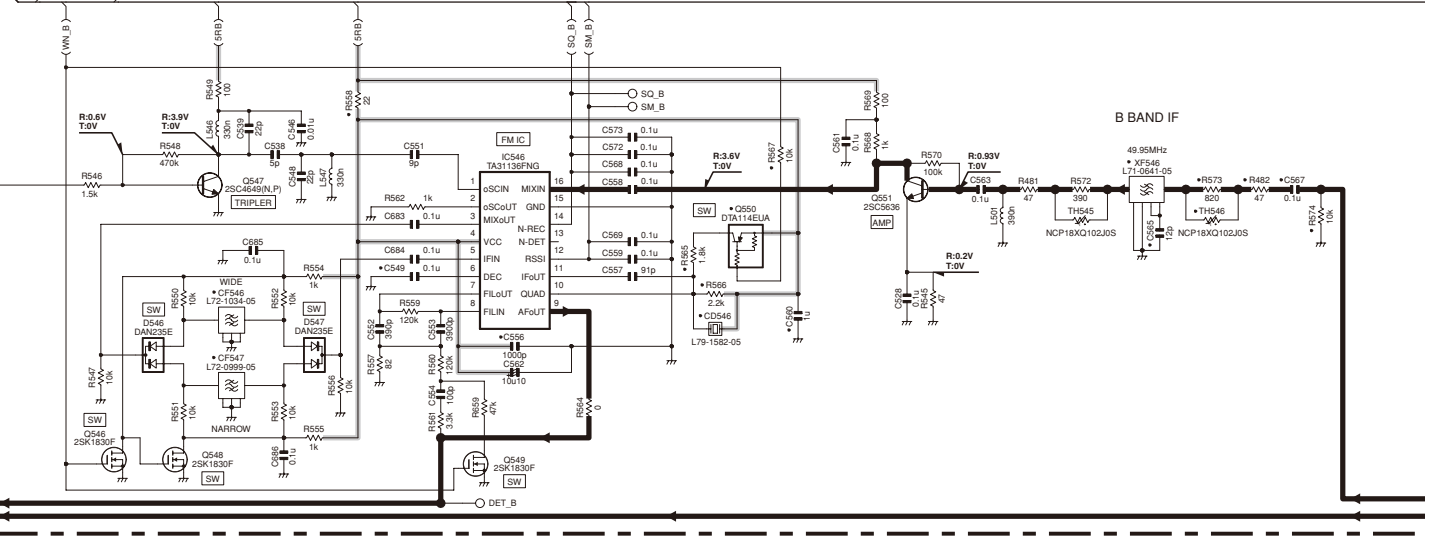 WN_B
5RB
5RB
SQ_B
SM_B
R549
100
• R558
22
R569
100
SQ_B
SM_B
R:0.6V
T:0V
R:3.9V
T:0V
L546
330n
C539
22p
C546
0.01u
FM IC
IC546
TA31136FNG
C573
0.1u
C572
0.1u
C568
0.1u
C558
0.1u
R567
10k
C561
0.1u
R568
1k
B BAND IF
R548
470k
C538
5p
C548
22p
L547
330n
C551
9p
R:3.6V
T:0V
R570
100k
R:0.93V
T:0V
49.95MHz
• XF546
L71-0641-05
R546
1.5k
Q547
2SC4649(N,P)
TRIPLER
R562
1k
C683
0.1u
1
oSCIN
2
oSCoUT
3
MIXoUT
4
VCC
5
IFIN
6
DEC
7
FILoUT
8
FILIN
16
MIXIN
15
GND
14
N-REC
13
N-DET
12
RSSI
11
IFoUT
10
QUAD
9
AFoUT
Q551
2SC5636
AMP
C563
0.1u
L501
390n
R481
47
R572
390
TH545
NCP18XQ102J0S
• C565
12p
• R573
820
• TH546
NCP18XQ102J0S
• R482
47
• C567
0.1u
• R574
10k
SW
• Q550
DTA114EUA
C685
0.1u
C684
0.1u
• C549
0.1u
C569
0.1u
C559
0.1u
C557
91p
• R565
1.8k
• R566
2.2k
• CD546
L79-1582-05
• C560
1u
R:0.2V
T:0V
C528
0.1u
R545
47
WIDE
• CF546
L72-1034-05
R550
10k
R552
10k
R554
1k
SW
D546
DAN235E
SW
D547
DAN235E
• CF547
L72-0999-05
R547
10k
R556
10k
R551
10k
R553
10k
NARROW
R555
1k
C686
0.1u
R559
120k
C552
390p
C553
3900p
R557
82
R560
120k
C554
100p
R561
3.3k
R659
47k
• C556
1000p
C562
10u10
R564
0
SW
Q546
2SK1830F
Q548
2SK1830F
SW
Q549
2SK1830F
SW
DET_B